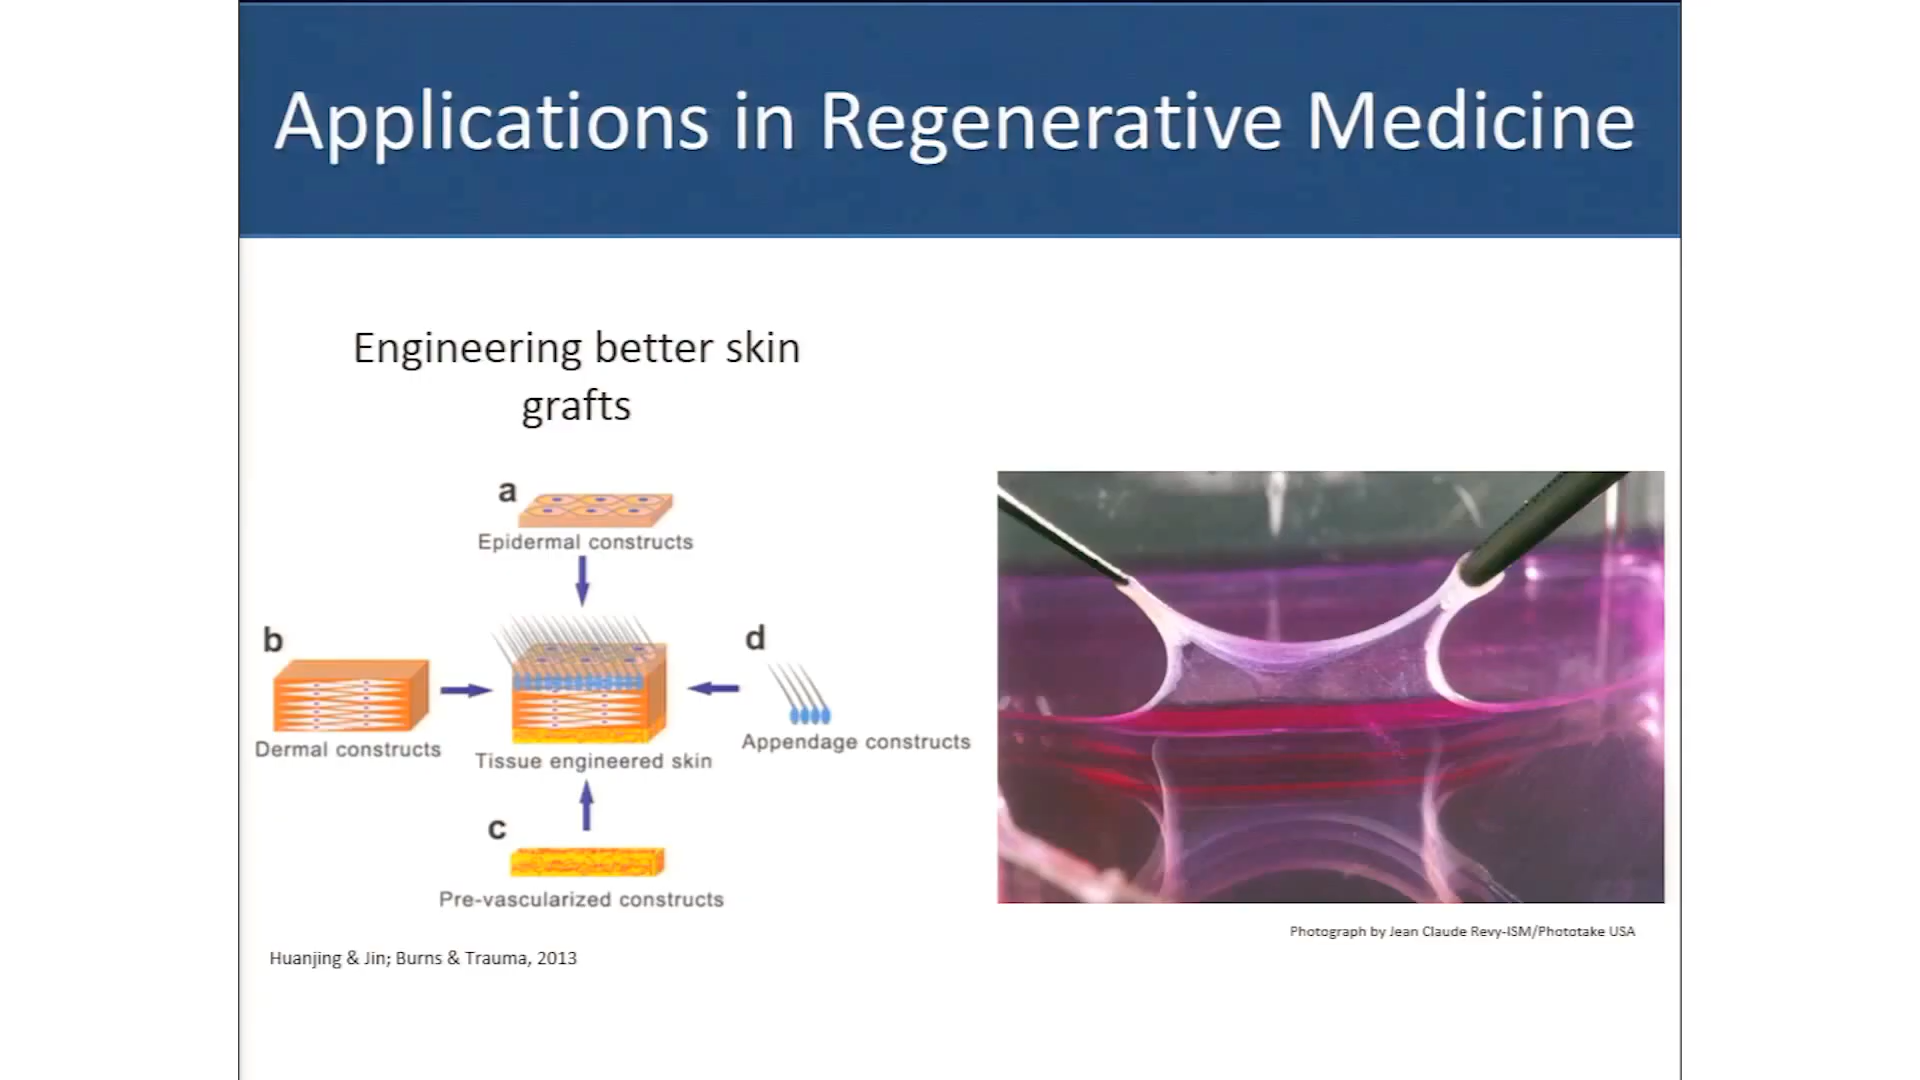 Applications in Regenerative Medicine
Engineering better skin
grafts
a
Epidermal constructs
b
d
Dermal constructs
Tissue engineered skin
Appendage constructs
c
Pre-vascularized constructs
Photograph by Jean Claude Revy-ISM/Phototake USA
Huanjing & Jin; Burns & Trauma, 2013